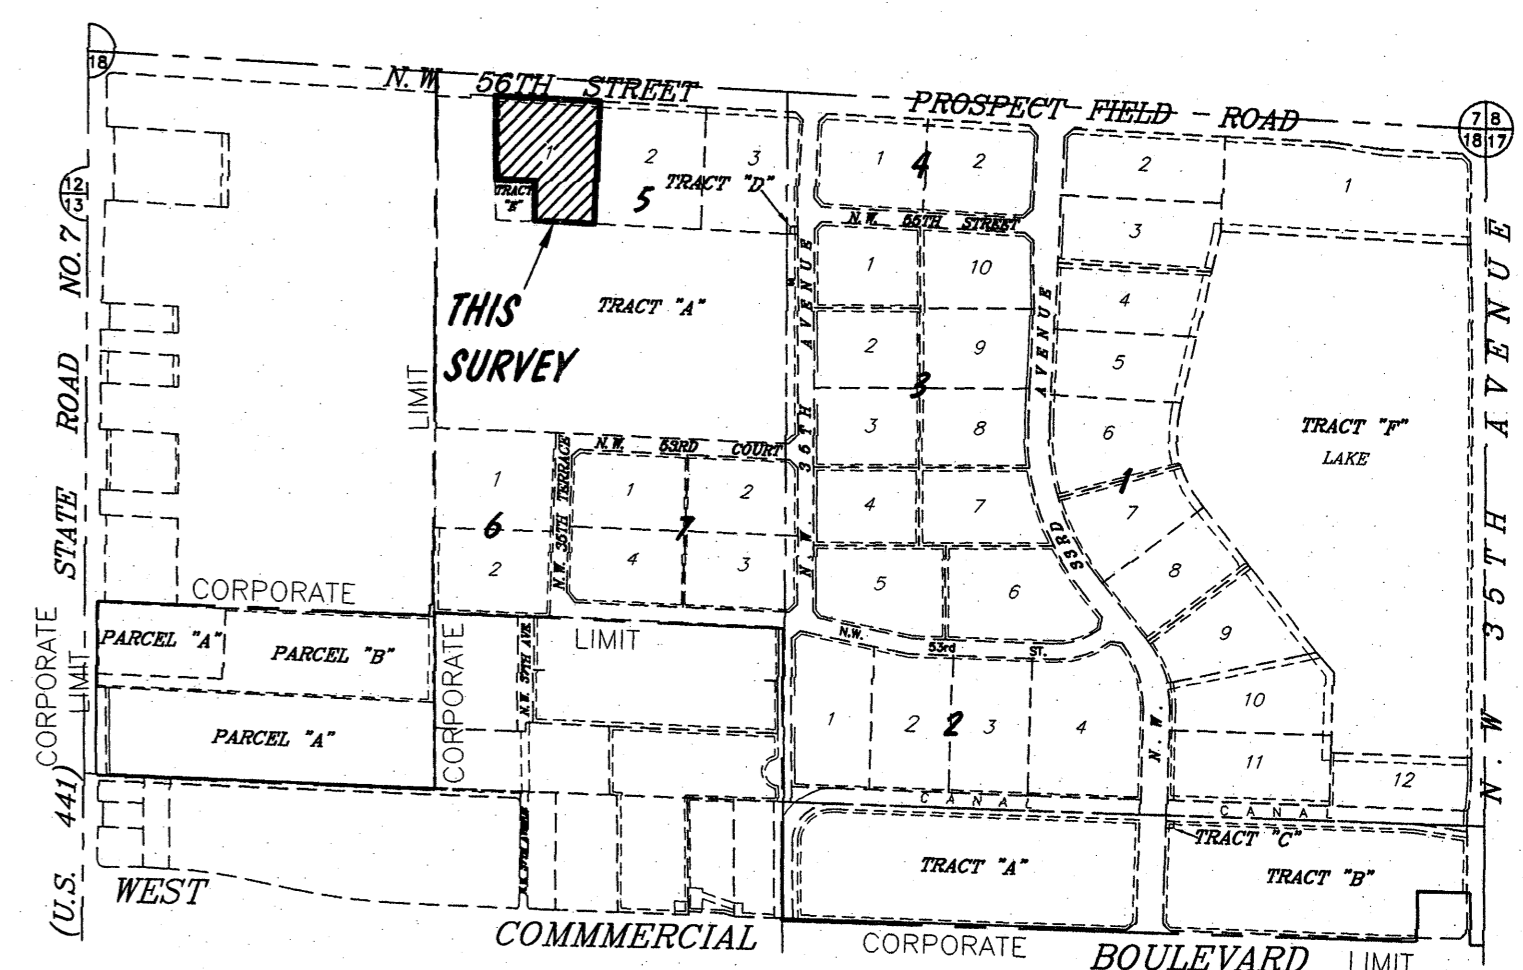 18
N.W. 56TH STREET
PROSPECT FIELD ROAD
7 8
18 17
12
13
1
2
3
TRACT "D"
TRACT "E"
5
1
4
2
2
1
3
N.W. 55TH STREET
THIS
SURVEY
TRACT "A"
1
10
4
2
9
5
3
3
8
6
TRACT "F"
LAKE
LIMIT
N.W. 53RD COURT
N.W. 36TH AVENUE
N.W. 33RD AVENUE
N.W. 35TH AVENUE
STATE ROAD NO. 7
(U.S. 441)
1
6
2
N.W. 35TH TERRACE
1
2
7
4
3
4
7
1
7
5
6
8
9
CORPORATE
LIMIT
CORPORATE
LIMIT
CORPORATE
PARCEL "A"
PARCEL "B"
PARCEL "A"
N.W. 37TH AVE
N.W. 53rd ST.
1
2
2
3
4
10
11
12
CANAL
CANAL
TRACT "C"
TRACT "A"
TRACT "B"
WEST COMMMERCIAL BOULEVARD
CORPORATE LIMIT